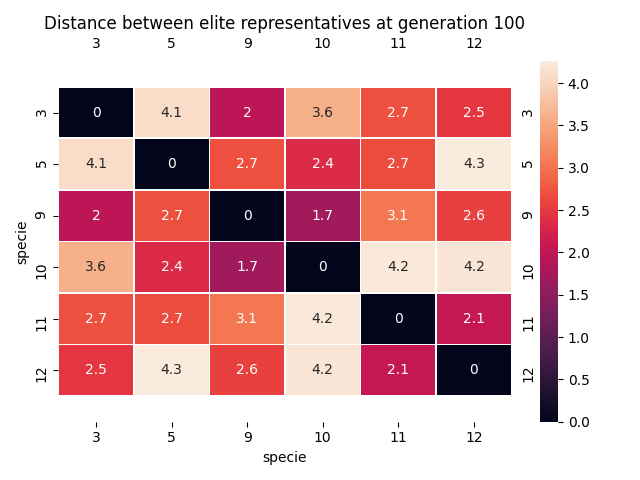 Distance between elite representatives at generation 100
3 5 9 10 11 12
3 0 4.1 2 3.6 2.7 2.5 3
5 4.1 0 2.7 2.4 2.7 4.3 5
9 2 2.7 0 1.7 3.1 2.6 9
10 3.6 2.4 1.7 0 4.2 4.2 10
11 2.7 2.7 3.1 4.2 0 2.1 11
12 2.5 4.3 2.6 4.2 2.1 0 12
specie
3 5 9 10 11 12
specie
4.0
3.5
3.0
2.5
2.0
1.5
1.0
0.5
0.0